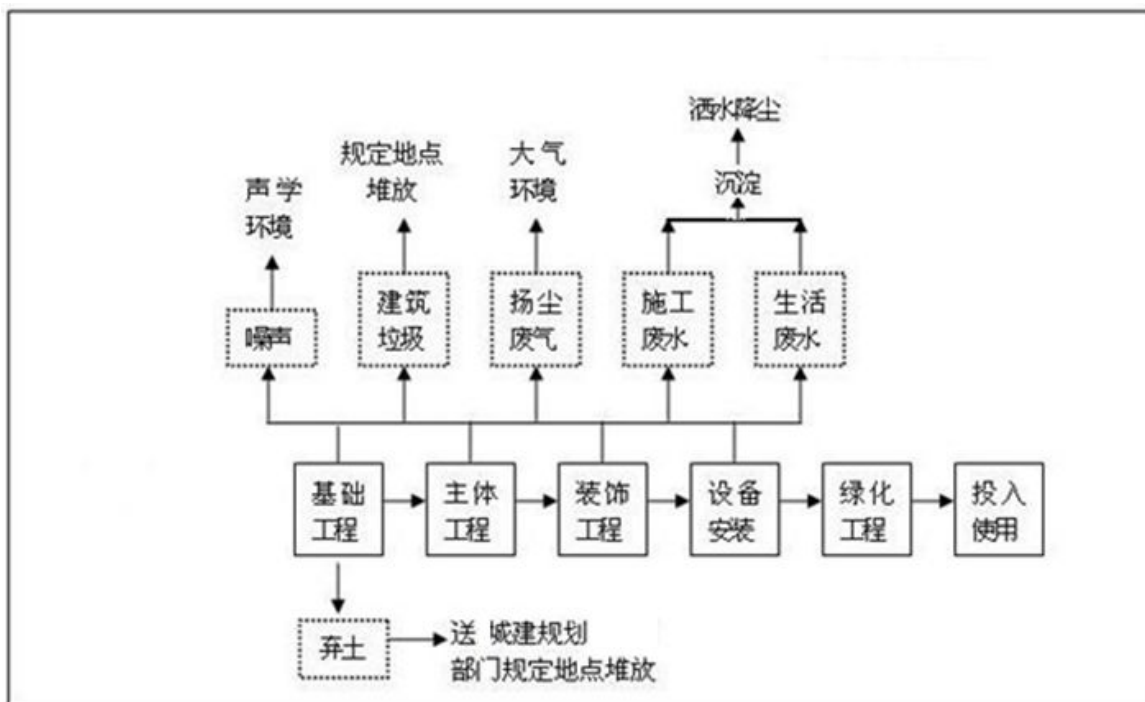 洒水降尘
规定地点
堆放
大气
环境
沉淀
声学
环境
噪声
建筑
垃圾
扬尘
废气
施工
废水
生活
废水
基础
工程
主体
工程
装饰
工程
设备
安装
绿化
工程
投入
使用
弃土
送 城建规划
部门规定地点堆放